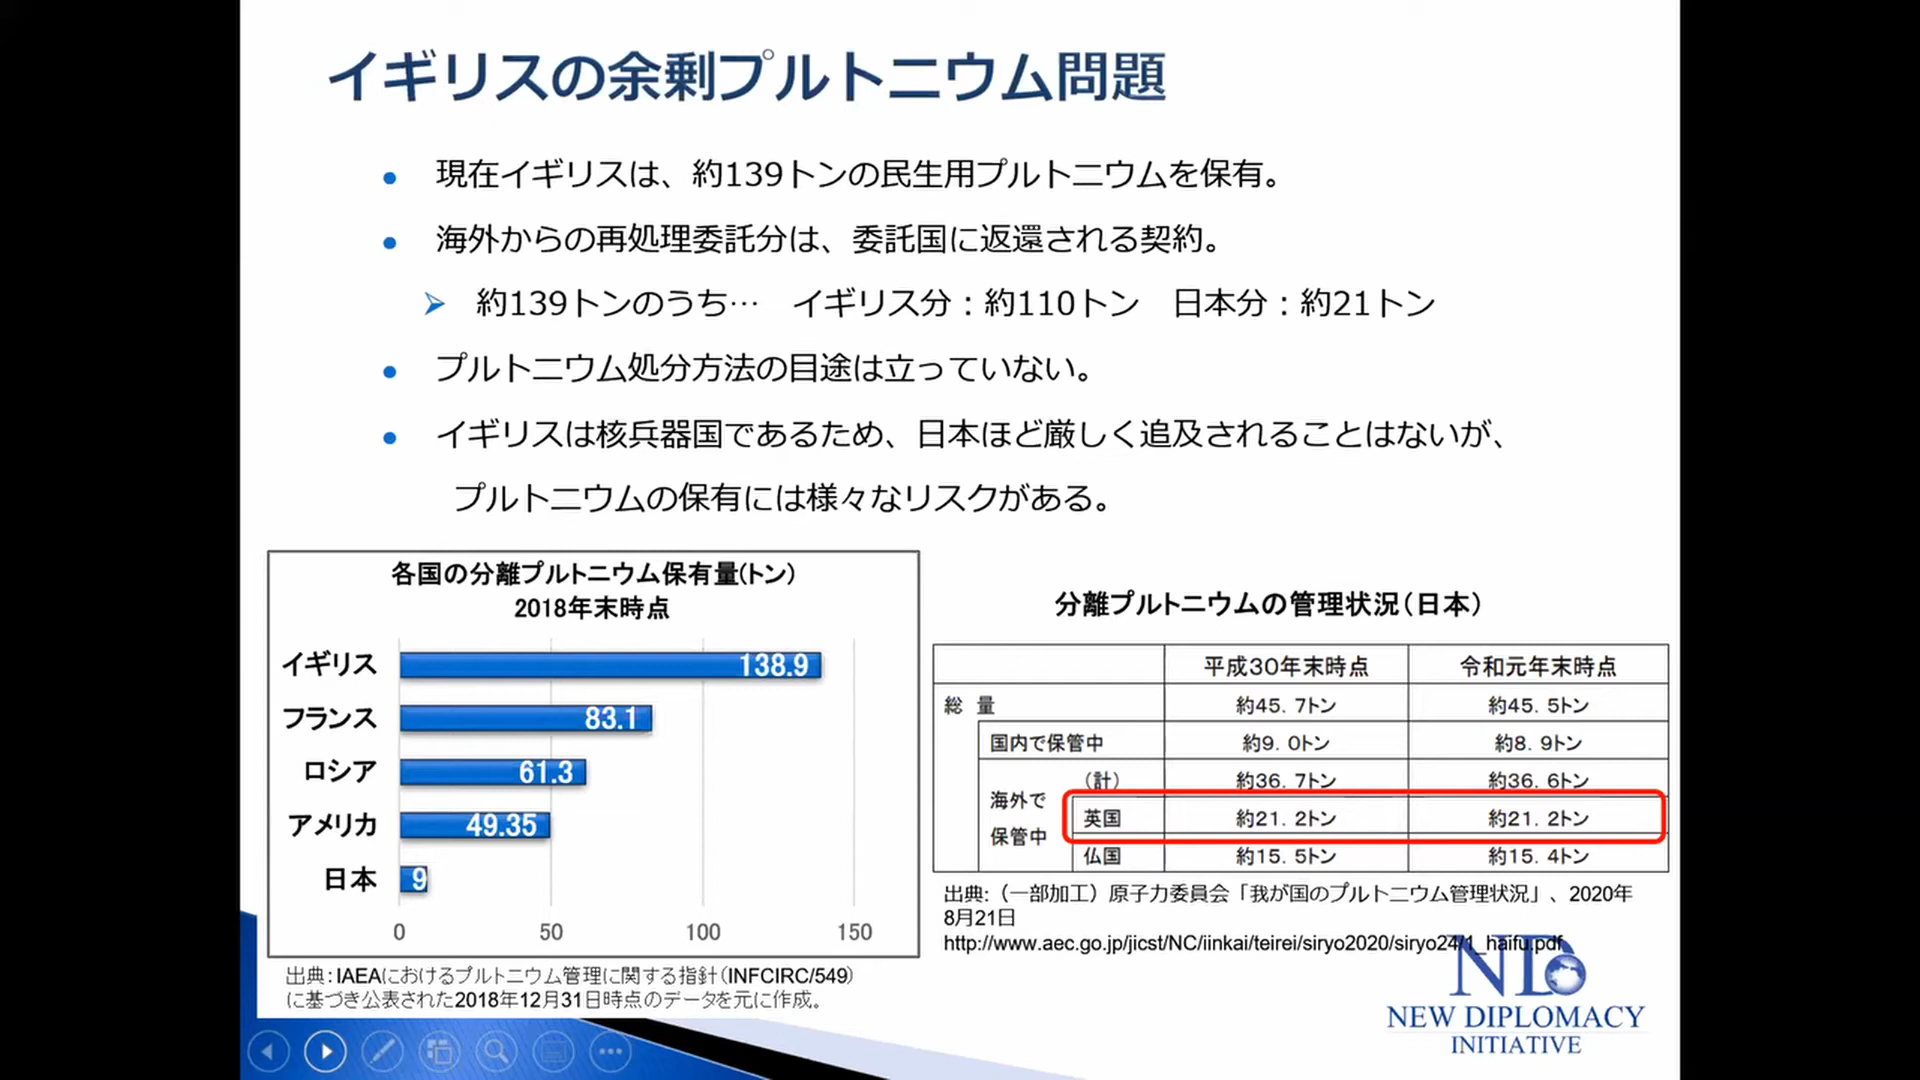 イギリスの余剰プルトニウム問題
現在イギリスは、約139トンの民生用プルトニウムを保有。
海外からの再処理委託分は、委託国に返還される契約。
約139トンのうち… イギリス分：約110トン 日本分：約21トン
プルトニウム処分方法の目途は立っていない。
イギリスは核兵器国であるため、日本ほど厳しく追及されることはないが、
プルトニウムの保有には様々なリスクがある。
各国の分離プルトニウム保有量(トン)
2018年末時点
イギリス 138.9
フランス 83.1
ロシア 61.3
アメリカ 49.35
日本 9
0 50 100 150
出典：IAEAにおけるプルトニウム管理に関する指針（INFCIRC/549）
に基づき公表された2018年12月31日時点のデータを元に作成。
分離プルトニウムの管理状況（日本）
平成30年末時点 令和元年末時点
総 量 約45．7トン 約45．5トン
国内で保管中 約9．0トン 約8．9トン
海外で
保管中
（計） 約36．7トン 約36．6トン
英国 約21．2トン 約21．2トン
仏国 約15．5トン 約15．4トン
出典:（一部加工）原子力委員会「我が国のプルトニウム管理状況」、2020年
8月21日
http://www.aec.go.jp/jicst/NC/iinkai/teirei/siryo2020/siryo24/1_haifu.pdf
ND
NEW DIPLOMACY
INITIATIVE